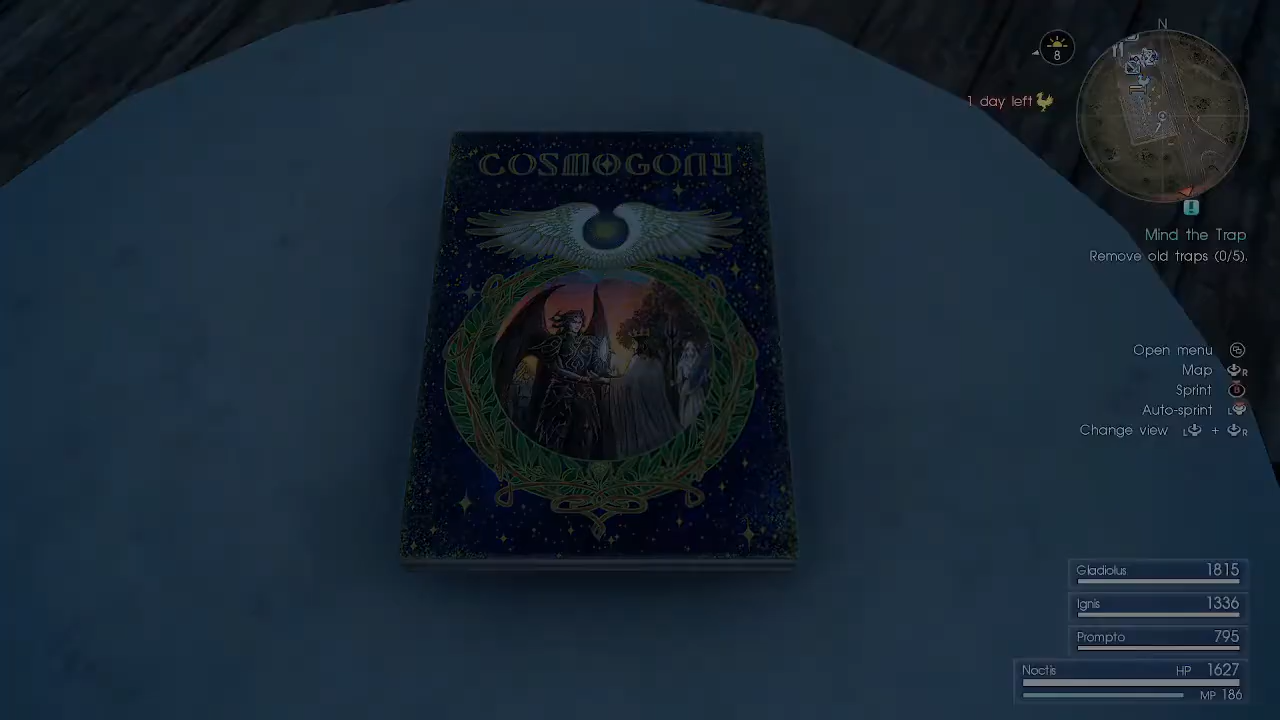 COSMOGONY
N
8
1 day left
Mind the Trap
Remove old traps (0/5).
Open menu
Map R
Sprint B
Auto-sprint L
Change view L + R
Gladiolus 1815
Ignis 1336
Prompto 795
Noctis HP 1627
MP 186